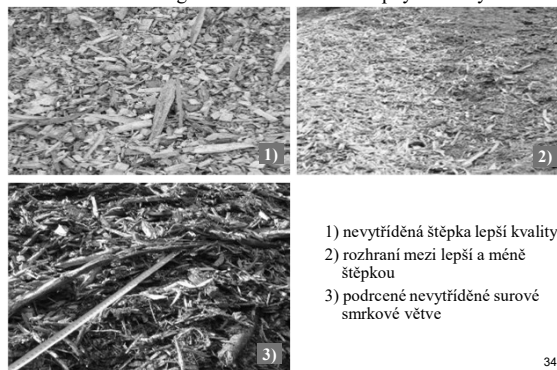 1)
2)
3)
1) nevytříděná štěpka lepší kvality
2) rozhraní mezi lepší a méně
štěpkou
3) podrcené nevytříděné surové
smrkové větve
34